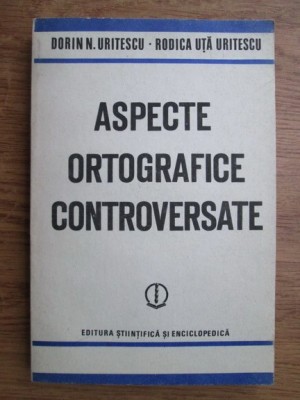 DORIN N. URITESCU · RODICA UȚĂ URITESCU
ASPECTE
ORTOGRAFICE
CONTROVERSATE
EDITURA ȘTIINȚIFICĂ ȘI ENCICLOPEDICĂ